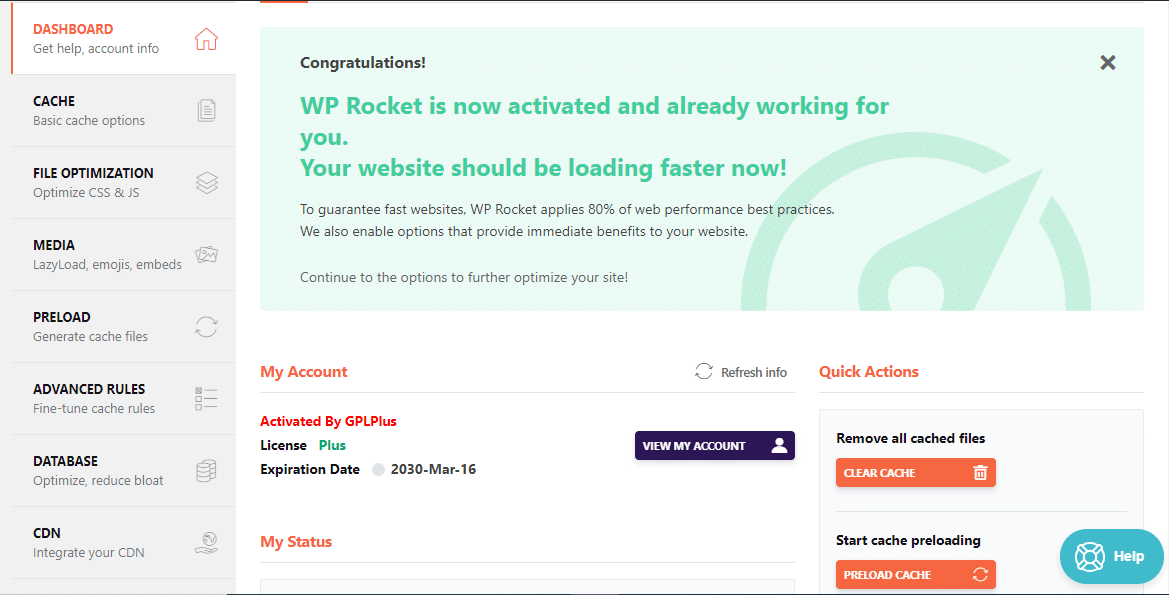 DASHBOARD
Get help, account info
CACHE
Basic cache options
FILE OPTIMIZATION
Optimize CSS & JS
MEDIA
LazyLoad, emojis, embeds
PRELOAD
Generate cache files
ADVANCED RULES
Fine-tune cache rules
DATABASE
Optimize, reduce bloat
CDN
Integrate your CDN
Congratulations!
WP Rocket is now activated and already working for
you.
Your website should be loading faster now!
To guarantee fast websites, WP Rocket applies 80% of web performance best practices.
We also enable options that provide immediate benefits to your website.
Continue to the options to further optimize your site!
My Account
Refresh info
Activated By GPLPlus
License Plus
Expiration Date 2030-Mar-16
VIEW MY ACCOUNT
My Status
Quick Actions
Remove all cached files
CLEAR CACHE
Start cache preloading
PRELOAD CACHE
Help